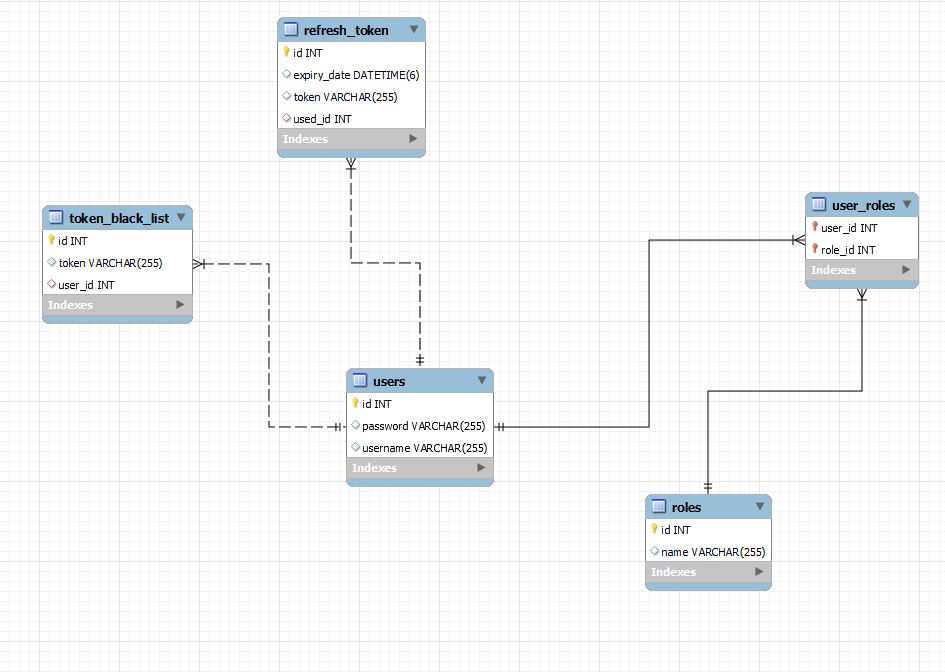 refresh_token
id INT
expiry_date DATETIME(6)
token VARCHAR(255)
used_id INT
Indexes
token_black_list
id INT
token VARCHAR(255)
user_id INT
Indexes
user_roles
user_id INT
role_id INT
Indexes
users
id INT
password VARCHAR(255)
username VARCHAR(255)
Indexes
roles
id INT
name VARCHAR(255)
Indexes